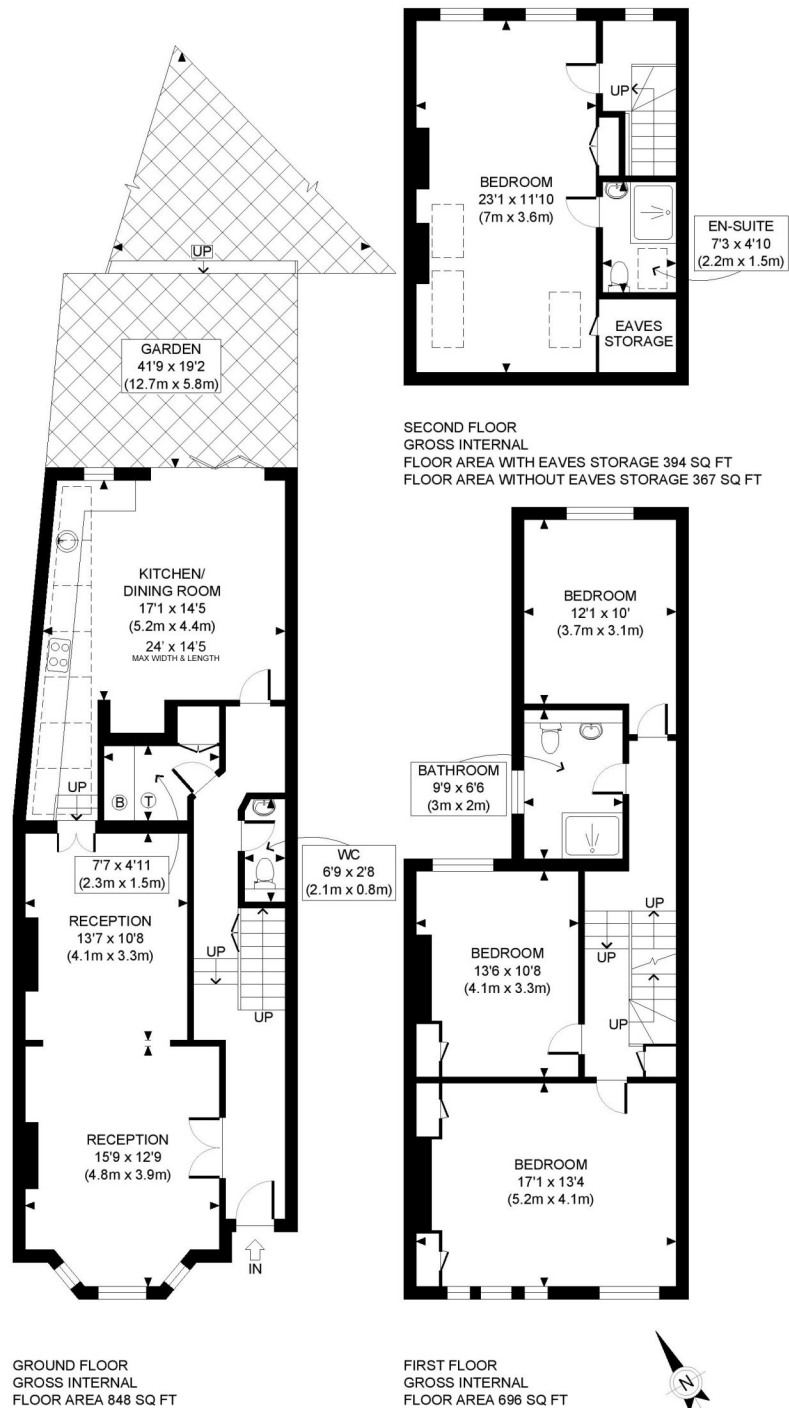 UP
GARDEN
41'9 x 19'2
(12.7m x 5.8m)
KITCHEN/
DINING ROOM
17'1 x 14'5
(5.2m x 4.4m)
24' x 14'5
MAX WIDTH & LENGTH
UP
B
T
7'7 x 4'11
(2.3m x 1.5m)
WC
6'9 x 2'8
(2.1m x 0.8m)
RECEPTION
13'7 x 10'8
(4.1m x 3.3m)
UP
UP
RECEPTION
15'9 x 12'9
(4.8m x 3.9m)
IN
GROUND FLOOR
GROSS INTERNAL
FLOOR AREA 848 SQ FT
UP
BEDROOM
23'1 x 11'10
(7m x 3.6m)
EN-SUITE
7'3 x 4'10
(2.2m x 1.5m)
EAVES
STORAGE
SECOND FLOOR
GROSS INTERNAL
FLOOR AREA WITH EAVES STORAGE 394 SQ FT
FLOOR AREA WITHOUT EAVES STORAGE 367 SQ FT
BEDROOM
12'1 x 10'
(3.7m x 3.1m)
BATHROOM
9'9 x 6'6
(3m x 2m)
UP
UP
UP
BEDROOM
13'6 x 10'8
(4.1m x 3.3m)
BEDROOM
17'1 x 13'4
(5.2m x 4.1m)
FIRST FLOOR
GROSS INTERNAL
FLOOR AREA 696 SQ FT
N